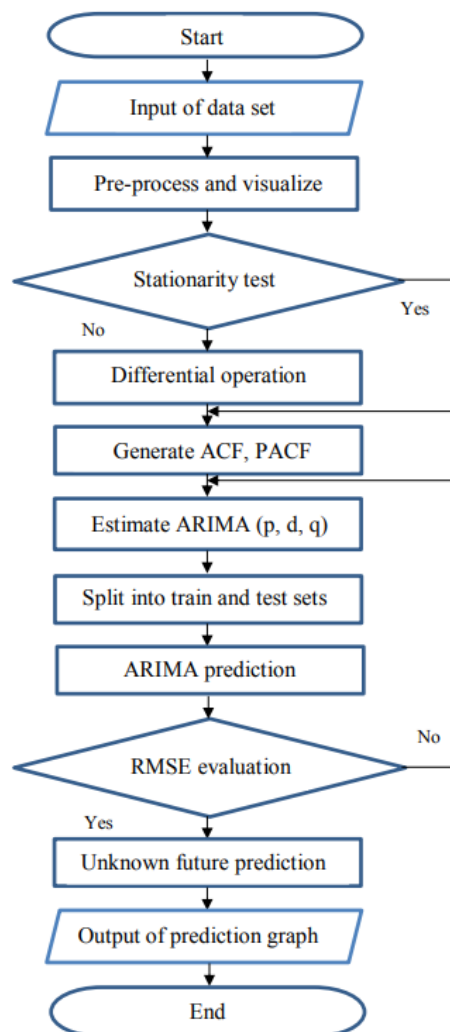 Start
Input of data set
Pre-process and visualize
Stationarity test
Yes
No
Differential operation
Generate ACF, PACF
Estimate ARIMA (p, d, q)
Split into train and test sets
ARIMA prediction
No
RMSE evaluation
Yes
Unknown future prediction
Output of prediction graph
End